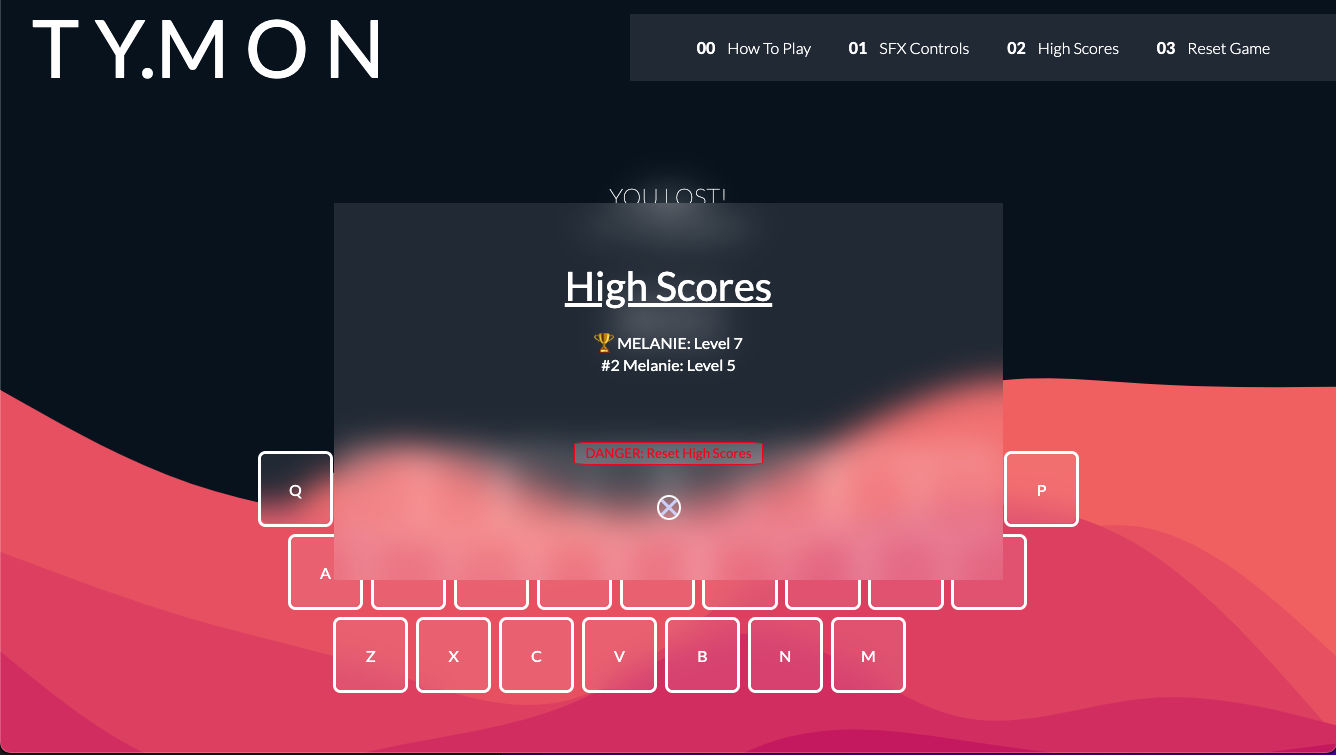 TY.MON
00 How To Play 01 SFX Controls 02 High Scores 03 Reset Game
YOU LOST!
High Scores
🏆 MELANIE: Level 7
#2 Melanie: Level 5
DANGER: Reset High Scores
Q P
A
Z X C V B N M